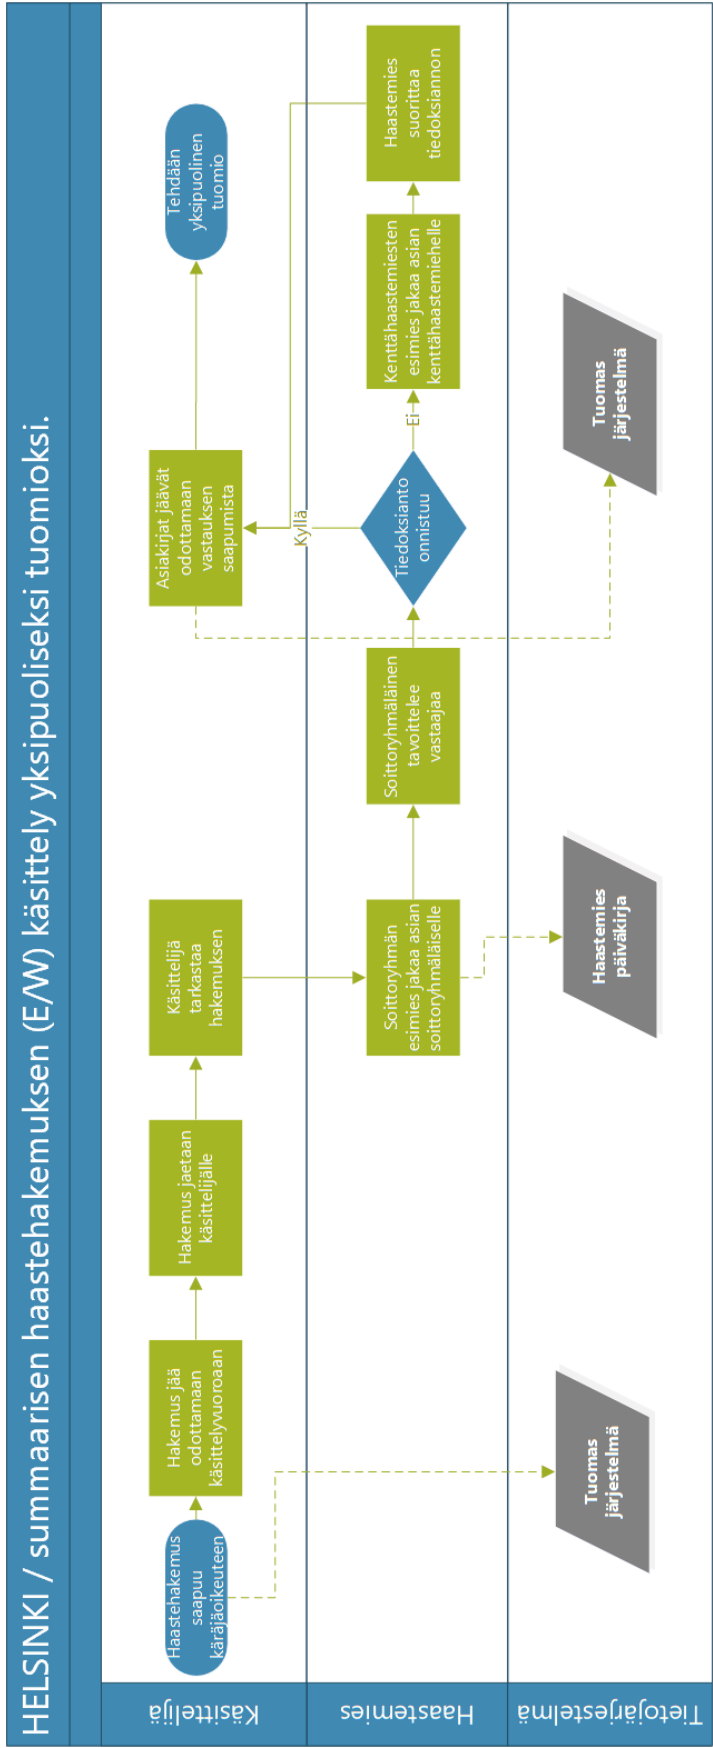 HELSINKI / summaarisen haastehakemuksen (E/W) käsittely yksipuoliseksi tuomioksi.
Käsittelijä
Haastehakemus
saapuu
käräjäoikeuteen
Hakemus jää
odottamaan
käsittelyvuoroaan
Hakemus jaetaan
käsittelijälle
Käsittelijä
tarkastaa
hakemuksen
Asiakirjat jäävät
odottamaan
vastauksen
saapumista
Tehdään
yksipuolinen
tuomio
Haastemies
Soittoryhmän
esimies jakaa asian
soittoryhmäläiselle
Soittoryhmäläinen
tavoittelee
vastaajaa
Tiedoksianto
onnistuu
Kyllä
Ei
Kenttähaastemiesten
esimies jakaa asian
kenttähaastemiehelle
Haastemies
suorittaa
tiedoksiannon
Tietojärjestelmä
Tuomas
järjestelmä
Haastemies
päiväkirja
Tuomas
järjestelmä